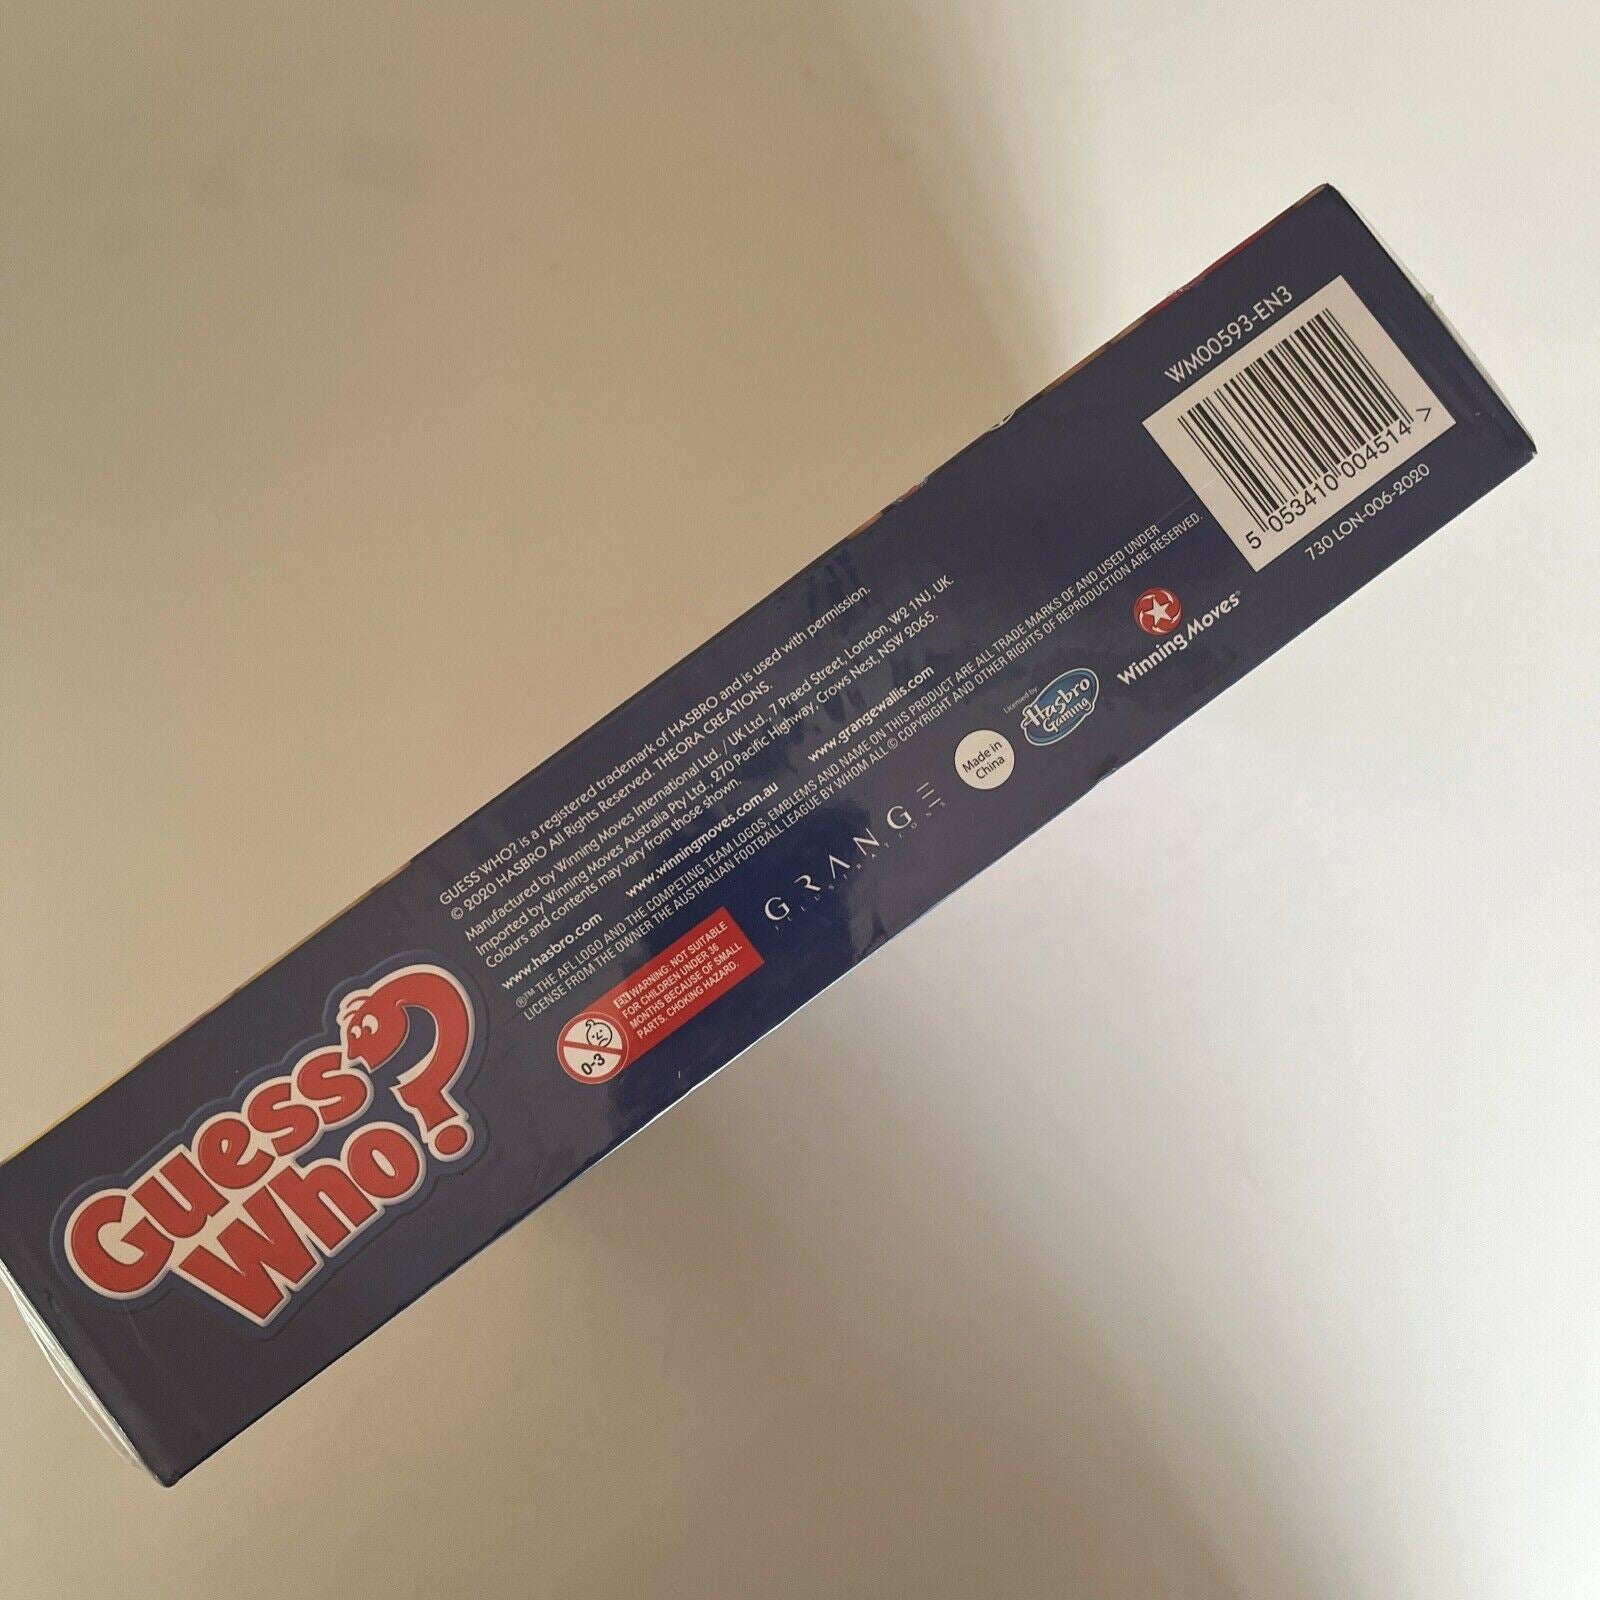 Guess
Who?
GUESS WHO? is a registered trademark of HASBRO and is used with permission.
© 2020 HASBRO All Rights Reserved. THEORA CREATIONS.
Manufactured by Winning Moves International Ltd. / UK Ltd., 7 Praed Street, London, W2 1NJ, UK.
Imported by Winning Moves Australia Pty Ltd., 270 Pacific Highway, Crows Nest, NSW 2065.
Colours and contents may vary from those shown.
www.hasbro.com www.winningmoves.com.au www.grangewallis.com
®™ THE AFL LOGO AND THE COMPETING TEAM LOGOS, EMBLEMS AND NAME ON THIS PRODUCT ARE ALL TRADE MARKS OF AND USED UNDER
LICENSE FROM THE OWNER THE AUSTRALIAN FOOTBALL LEAGUE BY WHOM ALL © COPYRIGHT AND OTHER RIGHTS OF REPRODUCTION ARE RESERVED.
0-3
EN WARNING: NOT SUITABLE
FOR CHILDREN UNDER 36
MONTHS BECAUSE OF SMALL
PARTS. CHOKING HAZARD.
GRANGE
ILLUSTRATIONS
Made in
China
Licensed by
Hasbro
Gaming
Winning Moves®
WM00593-EN3
5 053410 004514 >
730 LON-006-2020